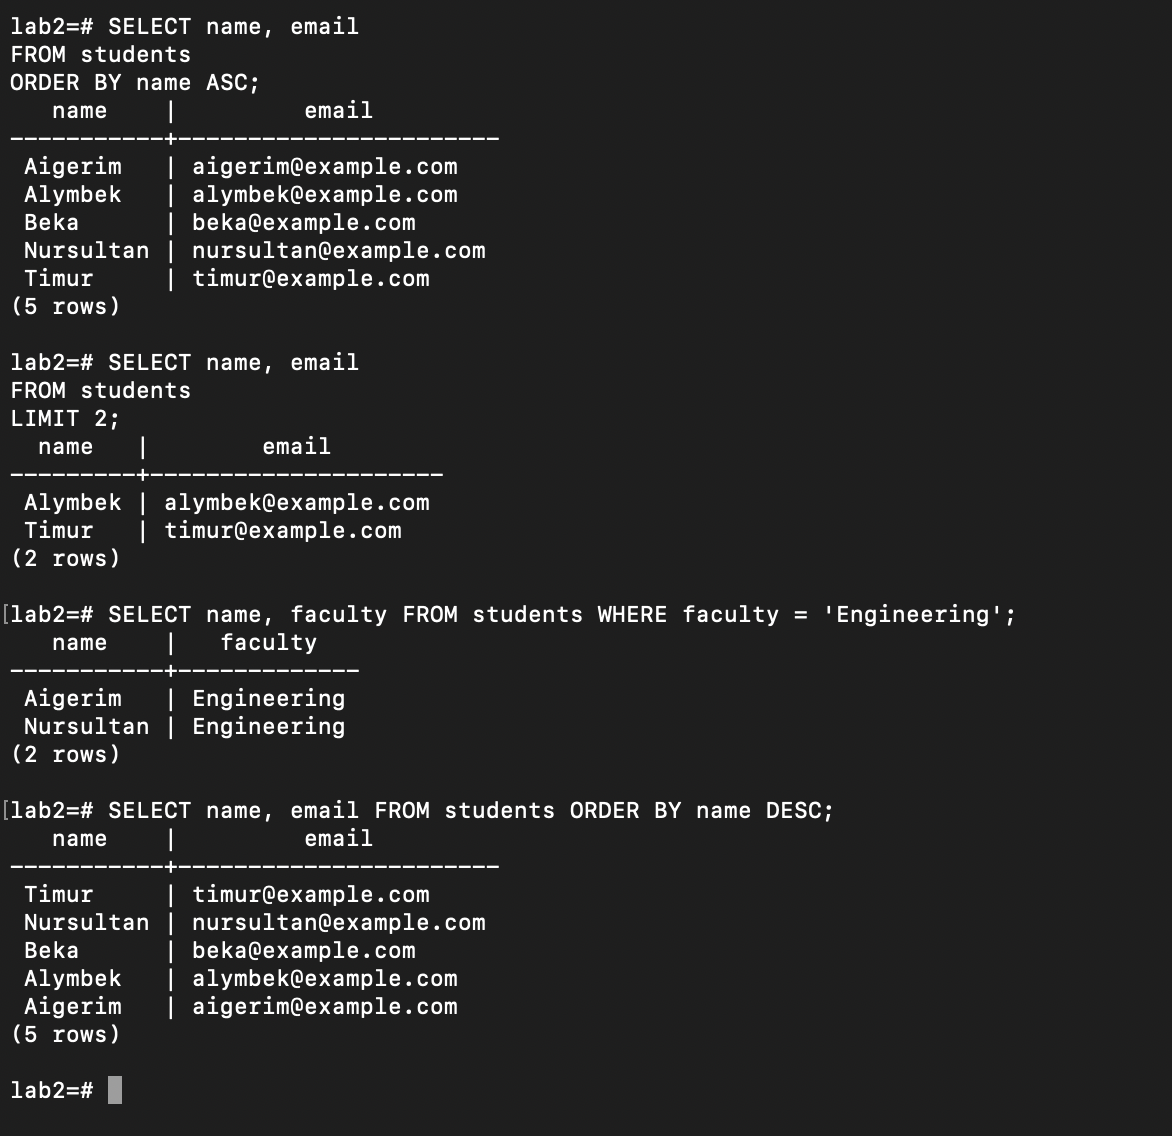 lab2=# SELECT name, email
FROM students
ORDER BY name ASC;
   name    |         email
-----------+-----------------------
 Aigerim   | aigerim@example.com
 Alymbek   | alymbek@example.com
 Beka      | beka@example.com
 Nursultan | nursultan@example.com
 Timur     | timur@example.com
(5 rows)

lab2=# SELECT name, email
FROM students
LIMIT 2;
  name   |        email
---------+---------------------
 Alymbek | alymbek@example.com
 Timur   | timur@example.com
(2 rows)

[lab2=# SELECT name, faculty FROM students WHERE faculty = 'Engineering';
   name    |   faculty
-----------+-------------
 Aigerim   | Engineering
 Nursultan | Engineering
(2 rows)

[lab2=# SELECT name, email FROM students ORDER BY name DESC;
   name    |         email
-----------+-----------------------
 Timur     | timur@example.com
 Nursultan | nursultan@example.com
 Beka      | beka@example.com
 Alymbek   | alymbek@example.com
 Aigerim   | aigerim@example.com
(5 rows)

lab2=#